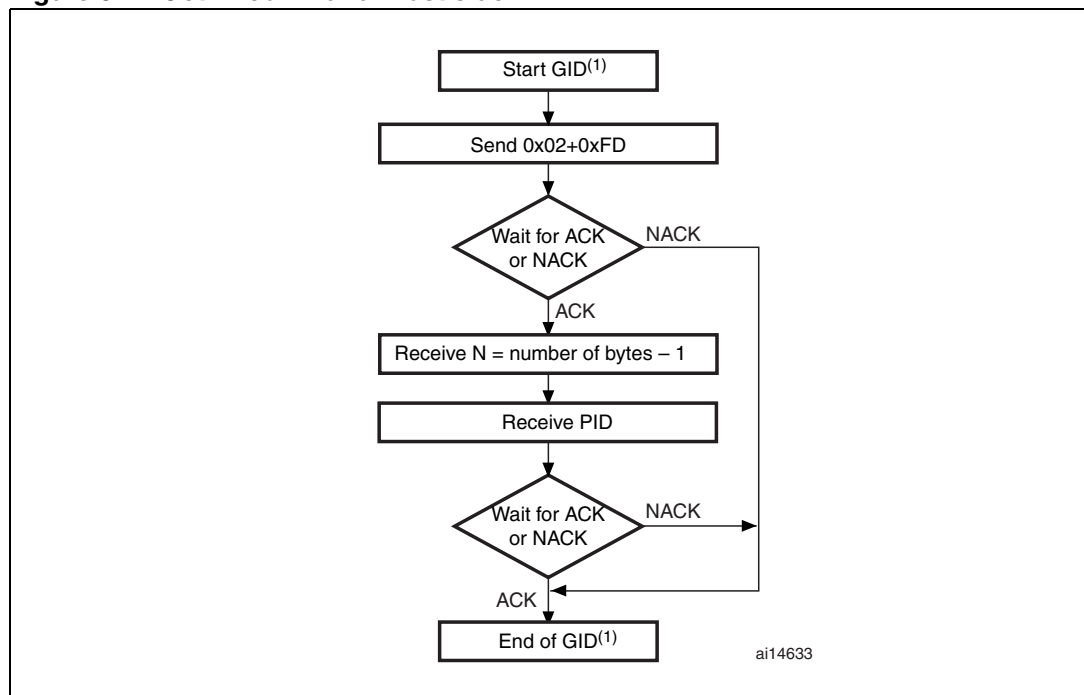 Start GID(1)
Send 0x02+0xFD
Wait for ACK
or NACK
NACK
ACK
Receive N = number of bytes – 1
Receive PID
Wait for ACK
or NACK
NACK
ACK
End of GID(1)
ai14633